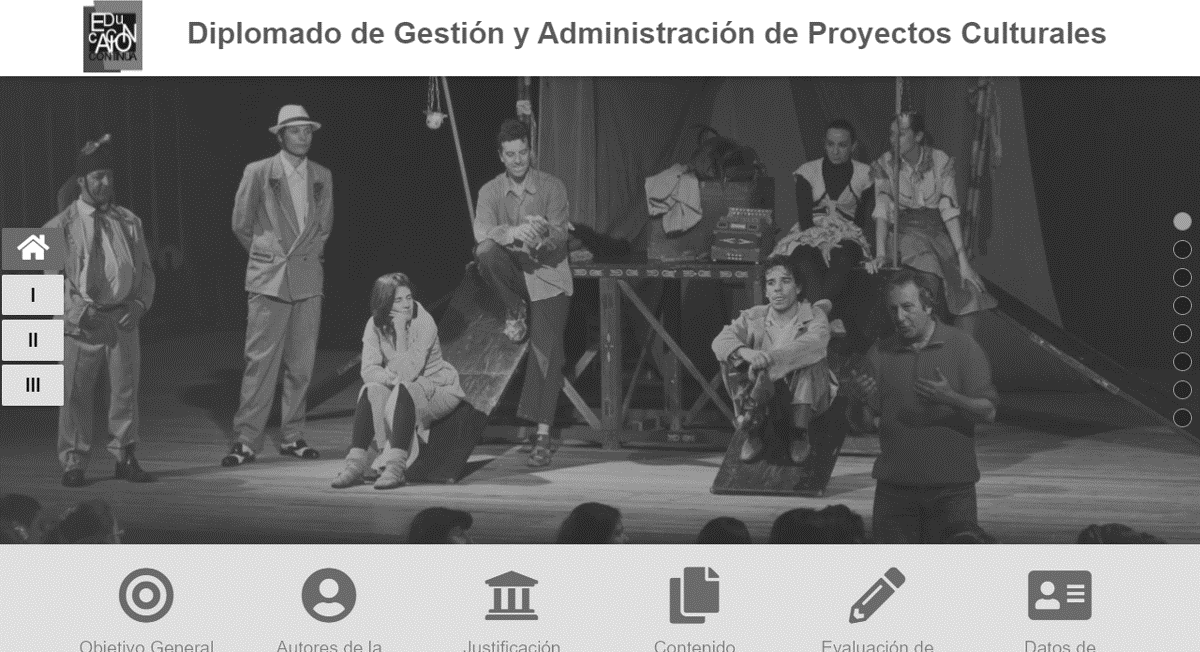 EDuCACIÓN
CONTINUA
Diplomado de Gestión y Administración de Proyectos Culturales
I
II
III
Objetivo General
Autores de la
Justificación
Contenido
Evaluación de
Datos de